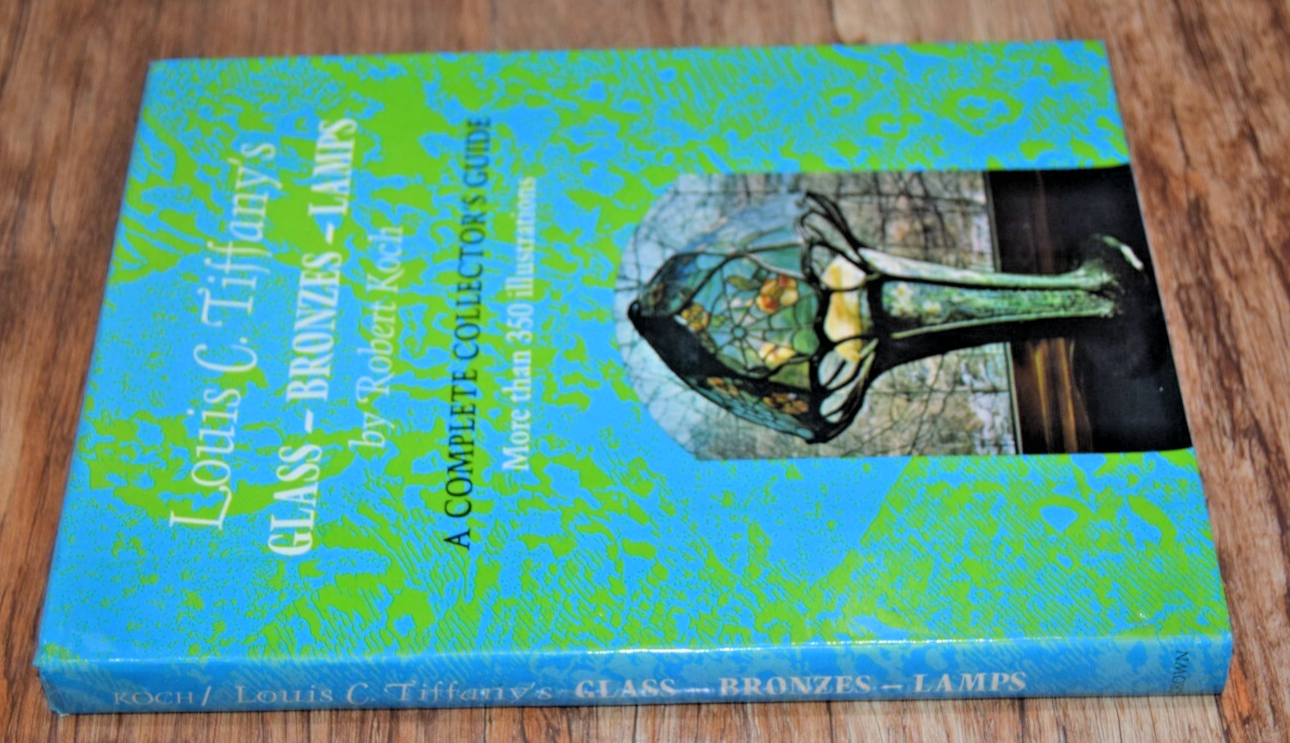 Louis C. Tiffany's
GLASS – BRONZES – LAMPS
by Robert Koch
A COMPLETE COLLECTOR'S GUIDE
More than 350 illustrations
KOCH / Louis C. Tiffany's GLASS – BRONZES – LAMPS